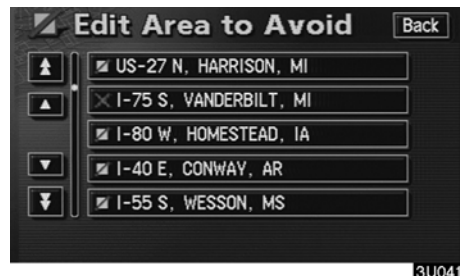 Edit Area to Avoid
Back
US-27 N, HARRISON, MI
I-75 S, VANDERBILT, MI
I-80 W, HOMESTEAD, IA
I-40 E, CONWAY, AR
I-55 S, WESSON, MS
3U041